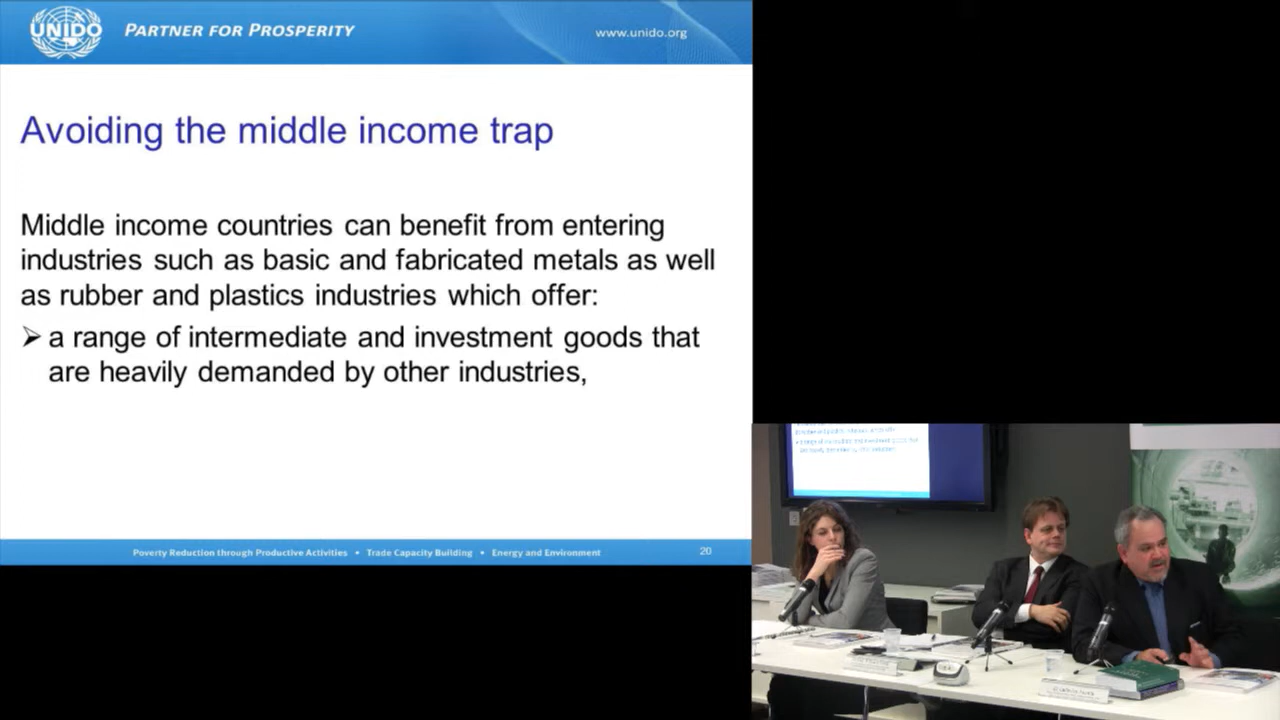 UNIDO
PARTNER FOR PROSPERITY
www.unido.org
Avoiding the middle income trap
Middle income countries can benefit from entering
industries such as basic and fabricated metals as well
as rubber and plastics industries which offer:
➢ a range of intermediate and investment goods that
are heavily demanded by other industries,
Poverty Reduction through Productive Activities • Trade Capacity Building • Energy and Environment
20